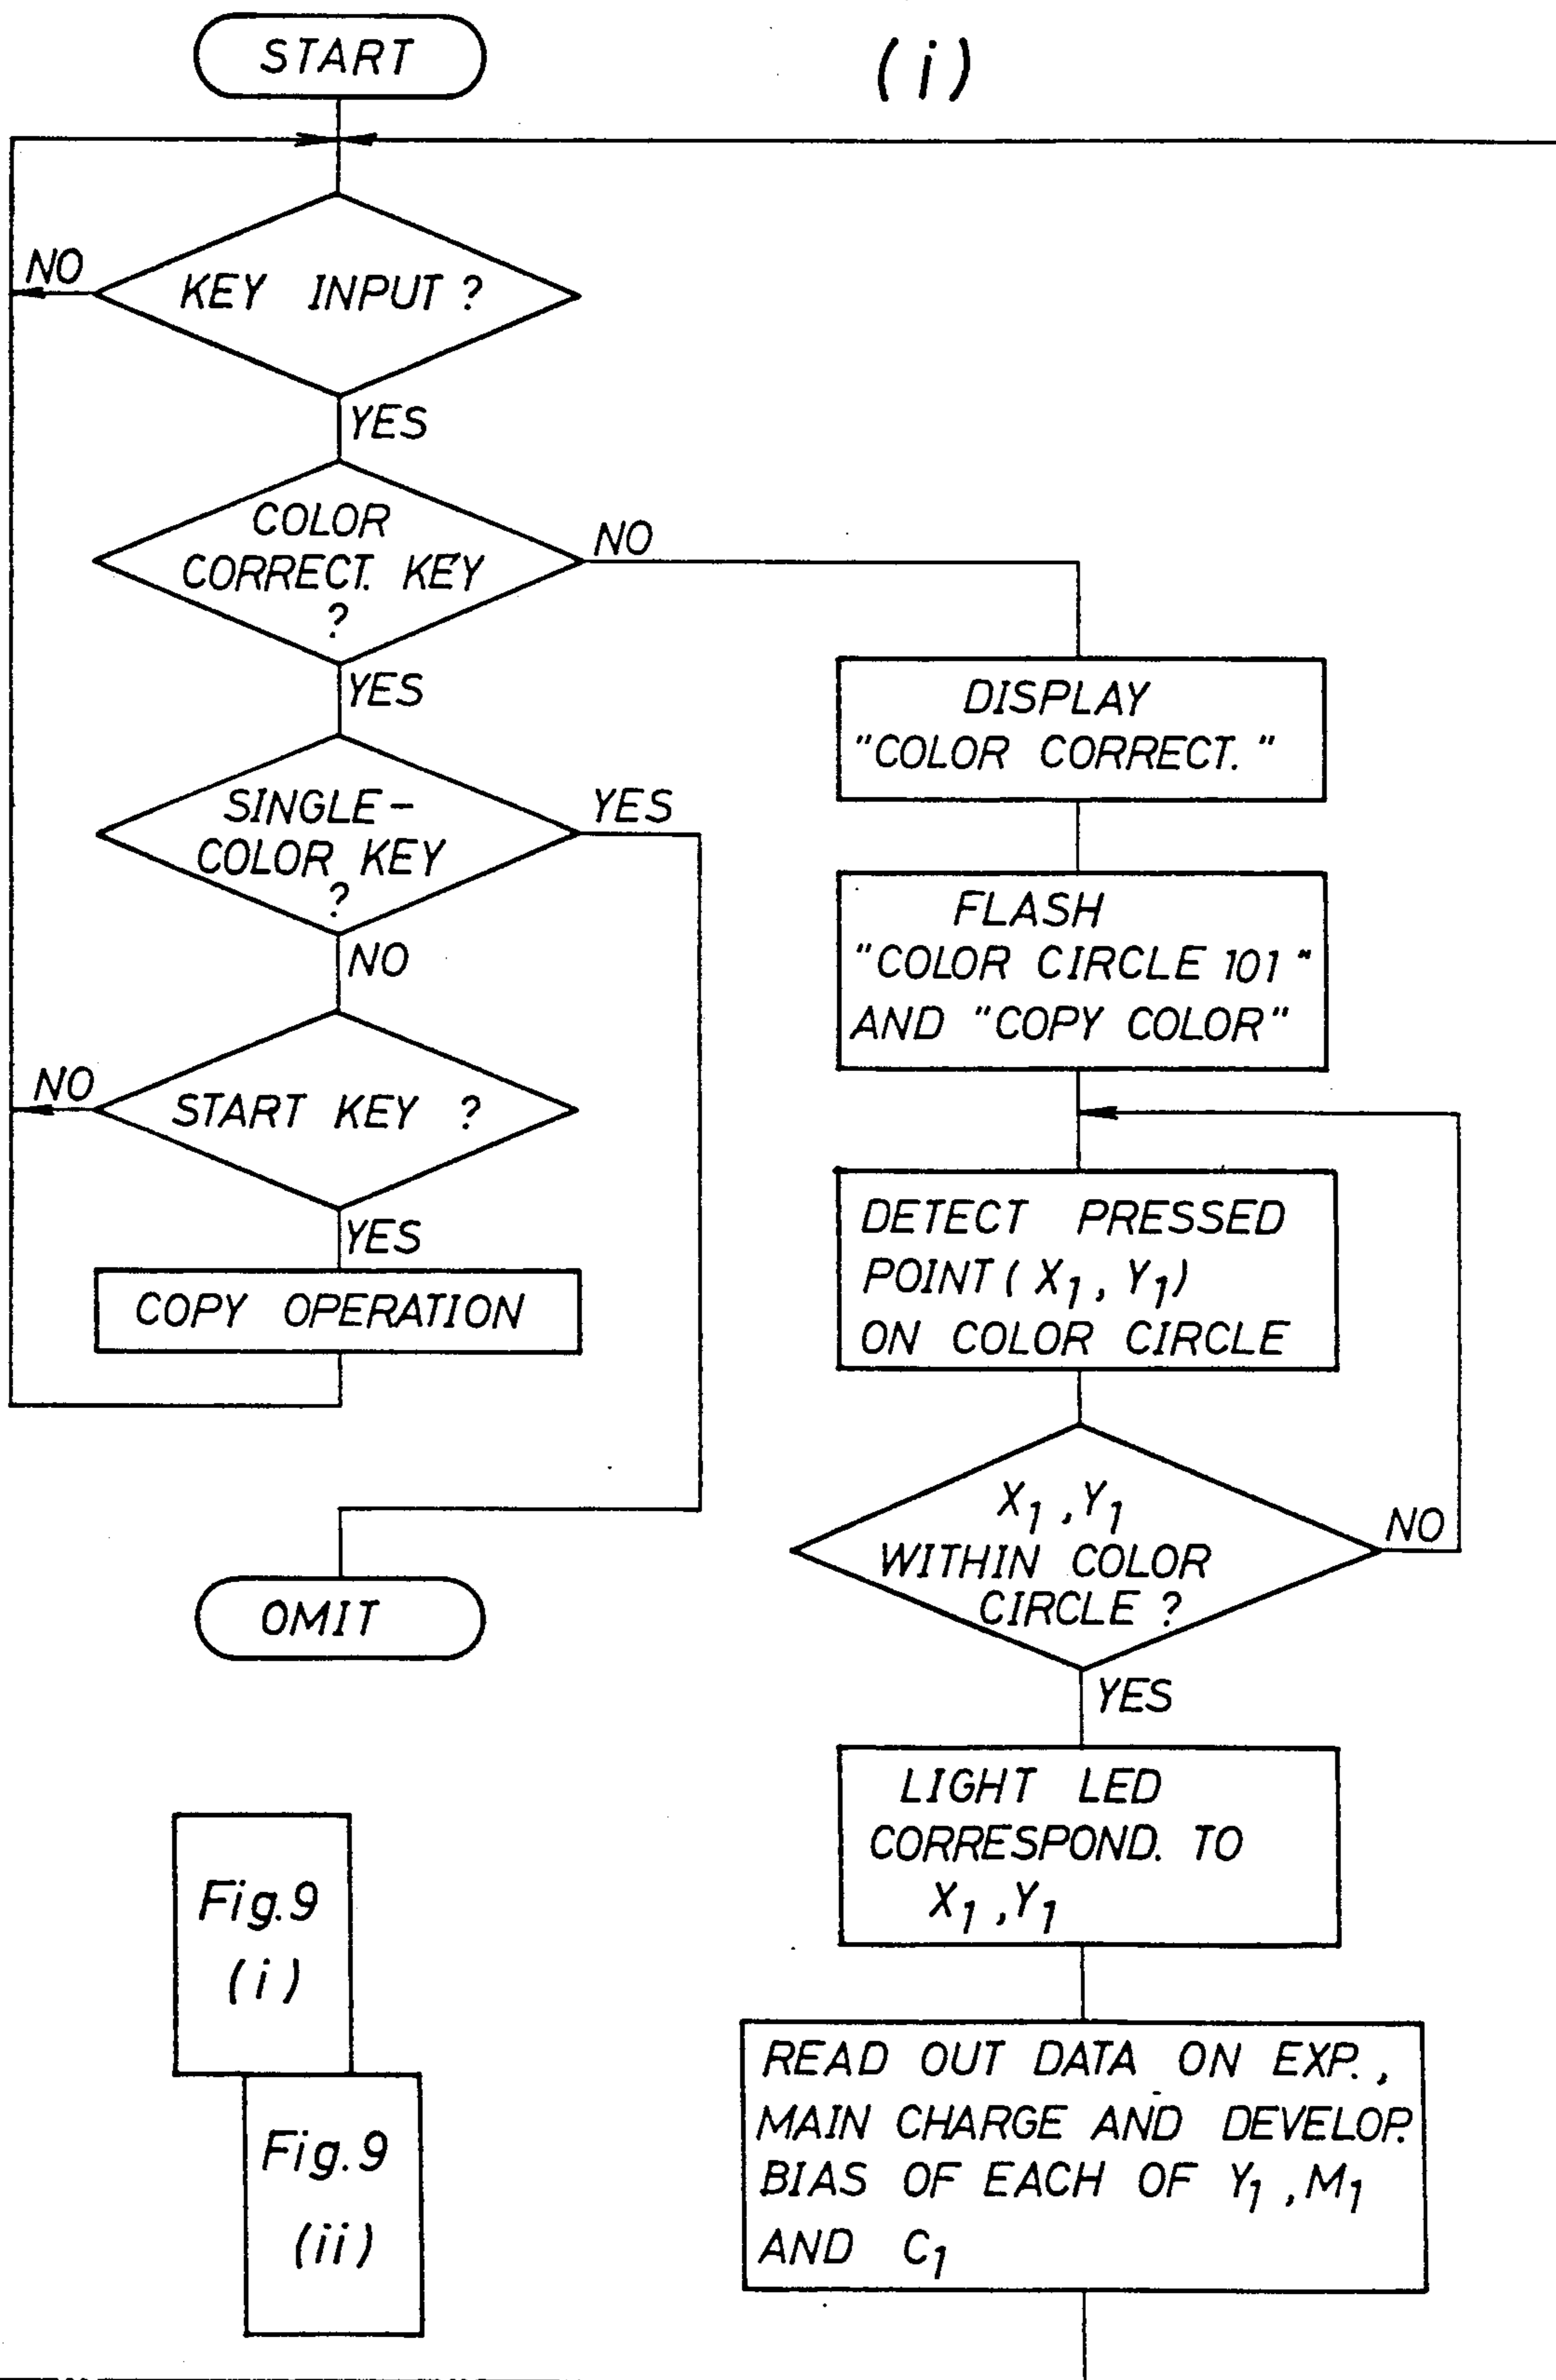 START
(i)
KEY INPUT ?
NO
YES
COLOR
CORRECT. KEY
?
NO
YES
SINGLE-
COLOR KEY
?
YES
NO
START KEY ?
NO
YES
COPY OPERATION
OMIT
DISPLAY
"COLOR CORRECT."
FLASH
"COLOR CIRCLE 101"
AND "COPY COLOR"
DETECT PRESSED
POINT ( X1, Y1)
ON COLOR CIRCLE
X1 ,Y1
WITHIN COLOR
CIRCLE ?
NO
YES
LIGHT LED
CORRESPOND. TO
X1 ,Y1
READ OUT DATA ON EXP.,
MAIN CHARGE AND DEVELOP.
BIAS OF EACH OF Y1 ,M1
AND C1
Fig.9
(i)
Fig.9
(ii)